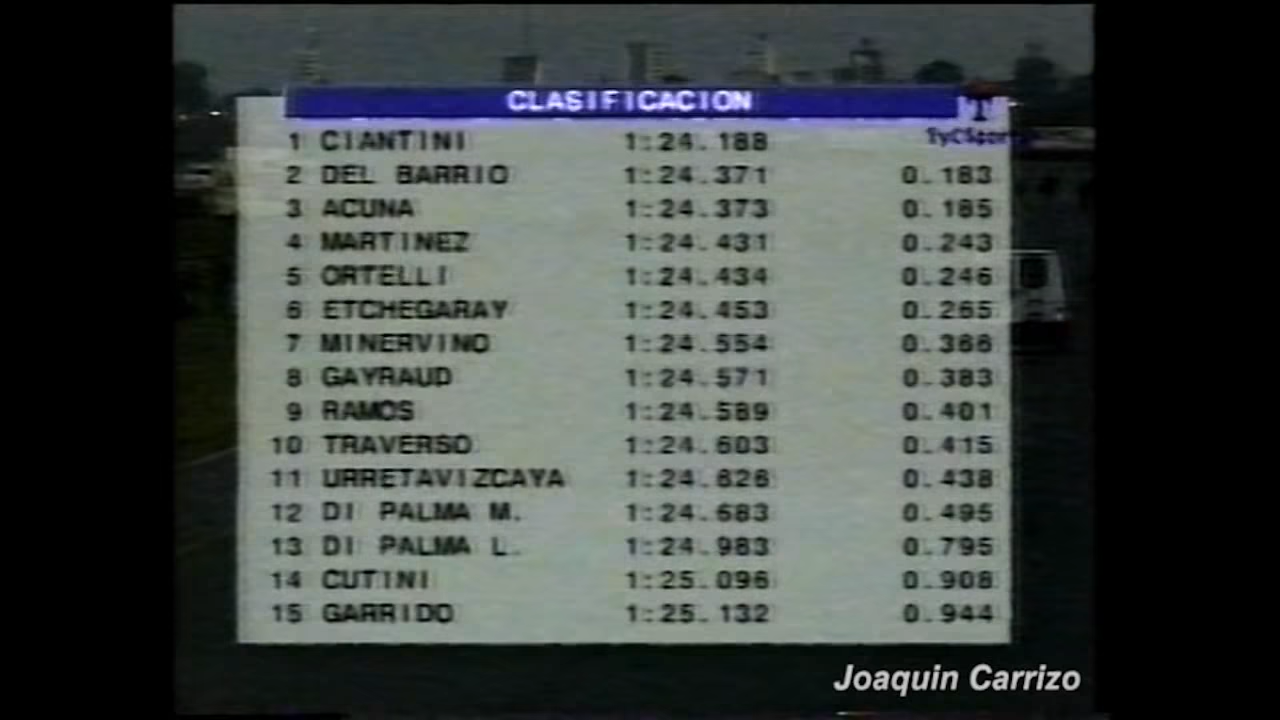 CLASIFICACION
TyCSports
1 CIANTINI 1:24.188
2 DEL BARRIO 1:24.371 0.183
3 ACUNA 1:24.373 0.185
4 MARTINEZ 1:24.431 0.243
5 ORTELLI 1:24.434 0.246
6 ETCHEGARAY 1:24.453 0.265
7 MINERVINO 1:24.554 0.366
8 GAYRAUD 1:24.571 0.383
9 RAMOS 1:24.589 0.401
10 TRAVERSO 1:24.603 0.415
11 URRETAVIZCAYA 1:24.626 0.438
12 DI PALMA M. 1:24.683 0.495
13 DI PALMA L. 1:24.983 0.795
14 CUTINI 1:25.096 0.908
15 GARRIDO 1:25.132 0.944
Joaquin Carrizo